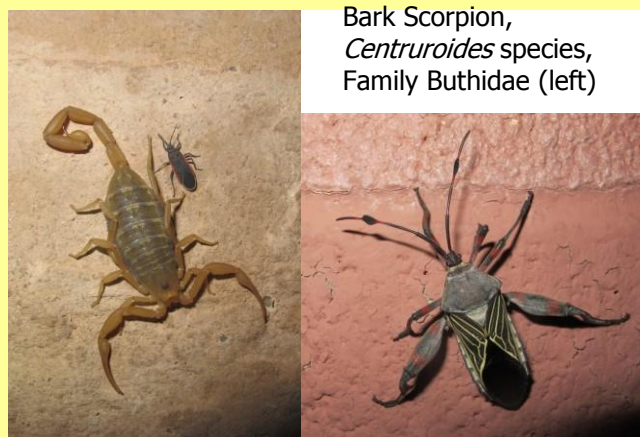 Bark Scorpion,
Centruroides species,
Family Buthidae (left)